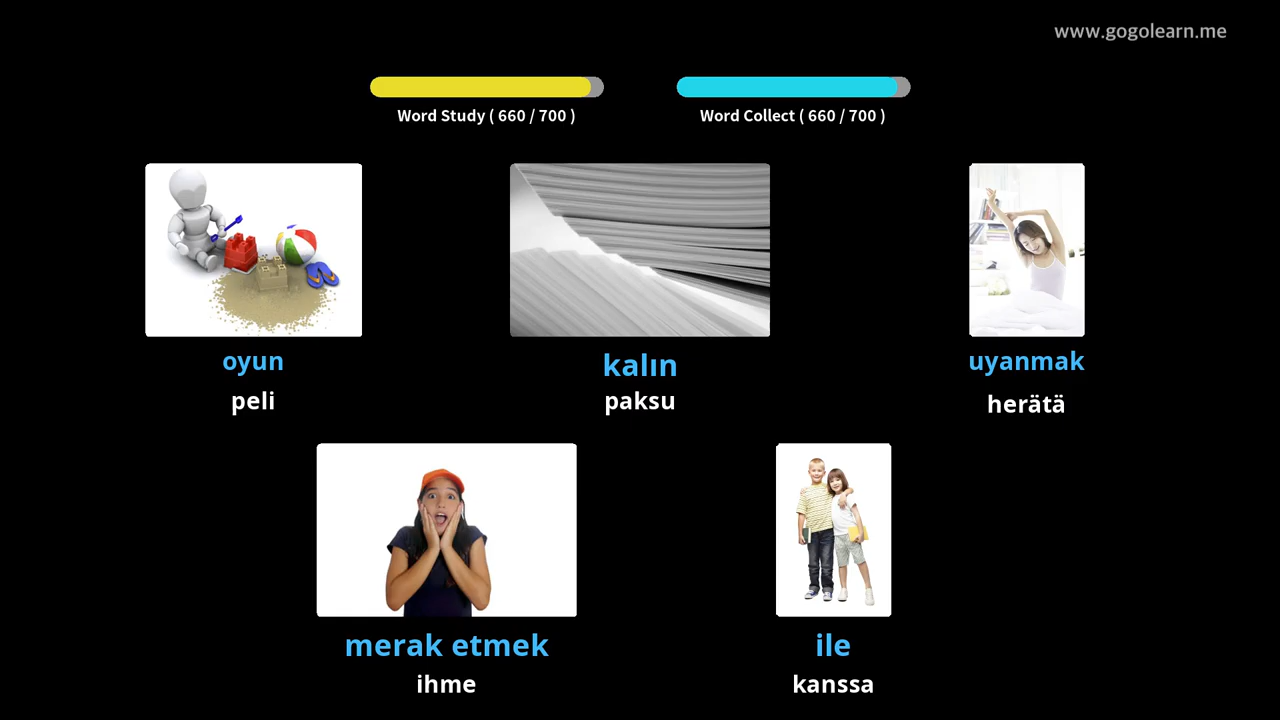 www.gogolearn.me
Word Study ( 660 / 700 )
Word Collect ( 660 / 700 )
oyun
peli
kalın
paksu
uyanmak
herätä
merak etmek
ihme
ile
kanssa